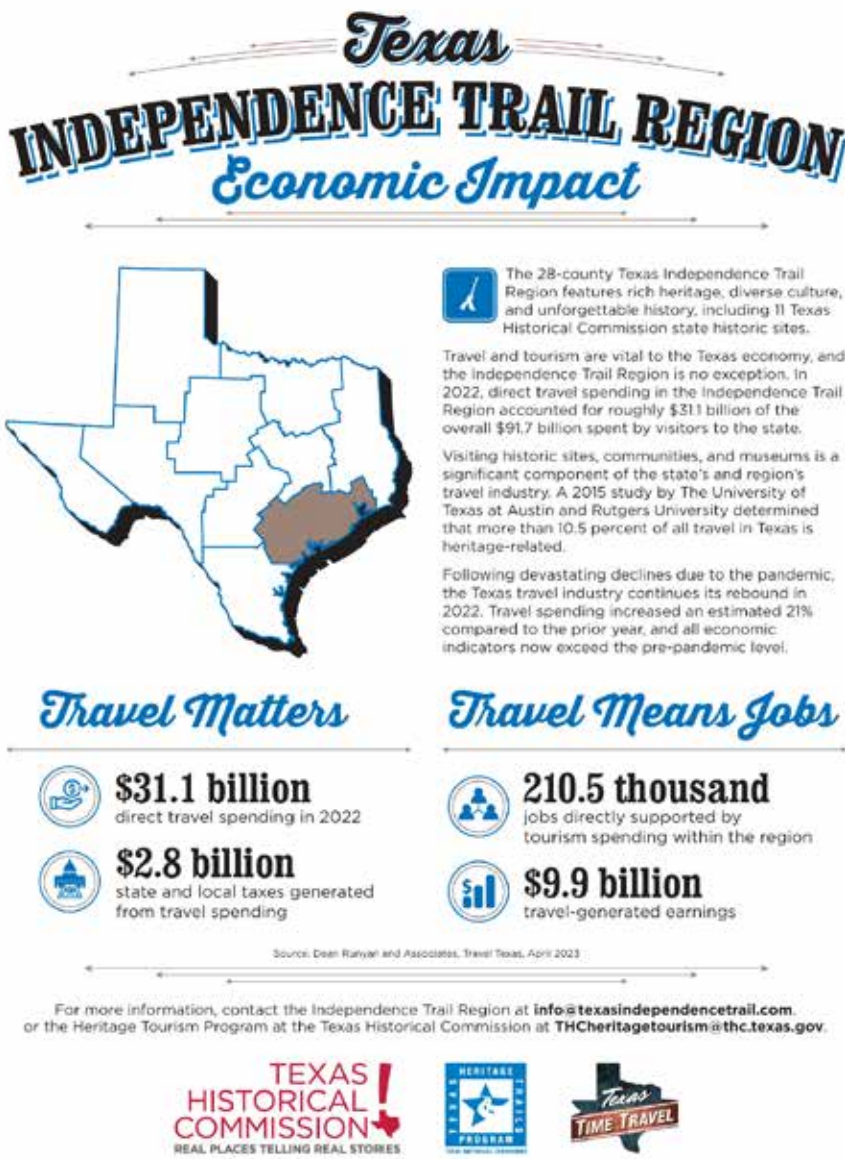 Texas
INDEPENDENCE TRAIL REGION
Economic Impact
The 28-county Texas Independence Trail
Region features rich heritage, diverse culture,
and unforgettable history, including 11 Texas
Historical Commission state historic sites.
Travel and tourism are vital to the Texas economy, and
the Independence Trail Region is no exception. In
2022, direct travel spending in the Independence Trail
Region accounted for roughly $31.1 billion of the
overall $91.7 billion spent by visitors to the state.
Visiting historic sites, communities, and museums is a
significant component of the state's and region's
travel industry. A 2015 study by The University of
Texas at Austin and Rutgers University determined
that more than 10.5 percent of all travel in Texas is
heritage-related.
Following devastating declines due to the pandemic,
the Texas travel industry continues its rebound in
2022. Travel spending increased an estimated 21%
compared to the prior year, and all economic
indicators now exceed the pre-pandemic level.
Travel Matters
$31.1 billion
direct travel spending in 2022
$2.8 billion
state and local taxes generated
from travel spending
Travel Means Jobs
210.5 thousand
jobs directly supported by
tourism spending within the region
$9.9 billion
travel-generated earnings
Source: Dean Runyan and Associates, Travel Texas, April 2023
For more information, contact the Independence Trail Region at info@texasindependencetrail.com.
or the Heritage Tourism Program at the Texas Historical Commission at THCheritagetourism@thc.texas.gov.
TEXAS
HISTORICAL
COMMISSION
REAL PLACES TELLING REAL STORIES
HERITAGE
TEXAS
TRAILS
PROGRAM
Texas
TIME TRAVEL